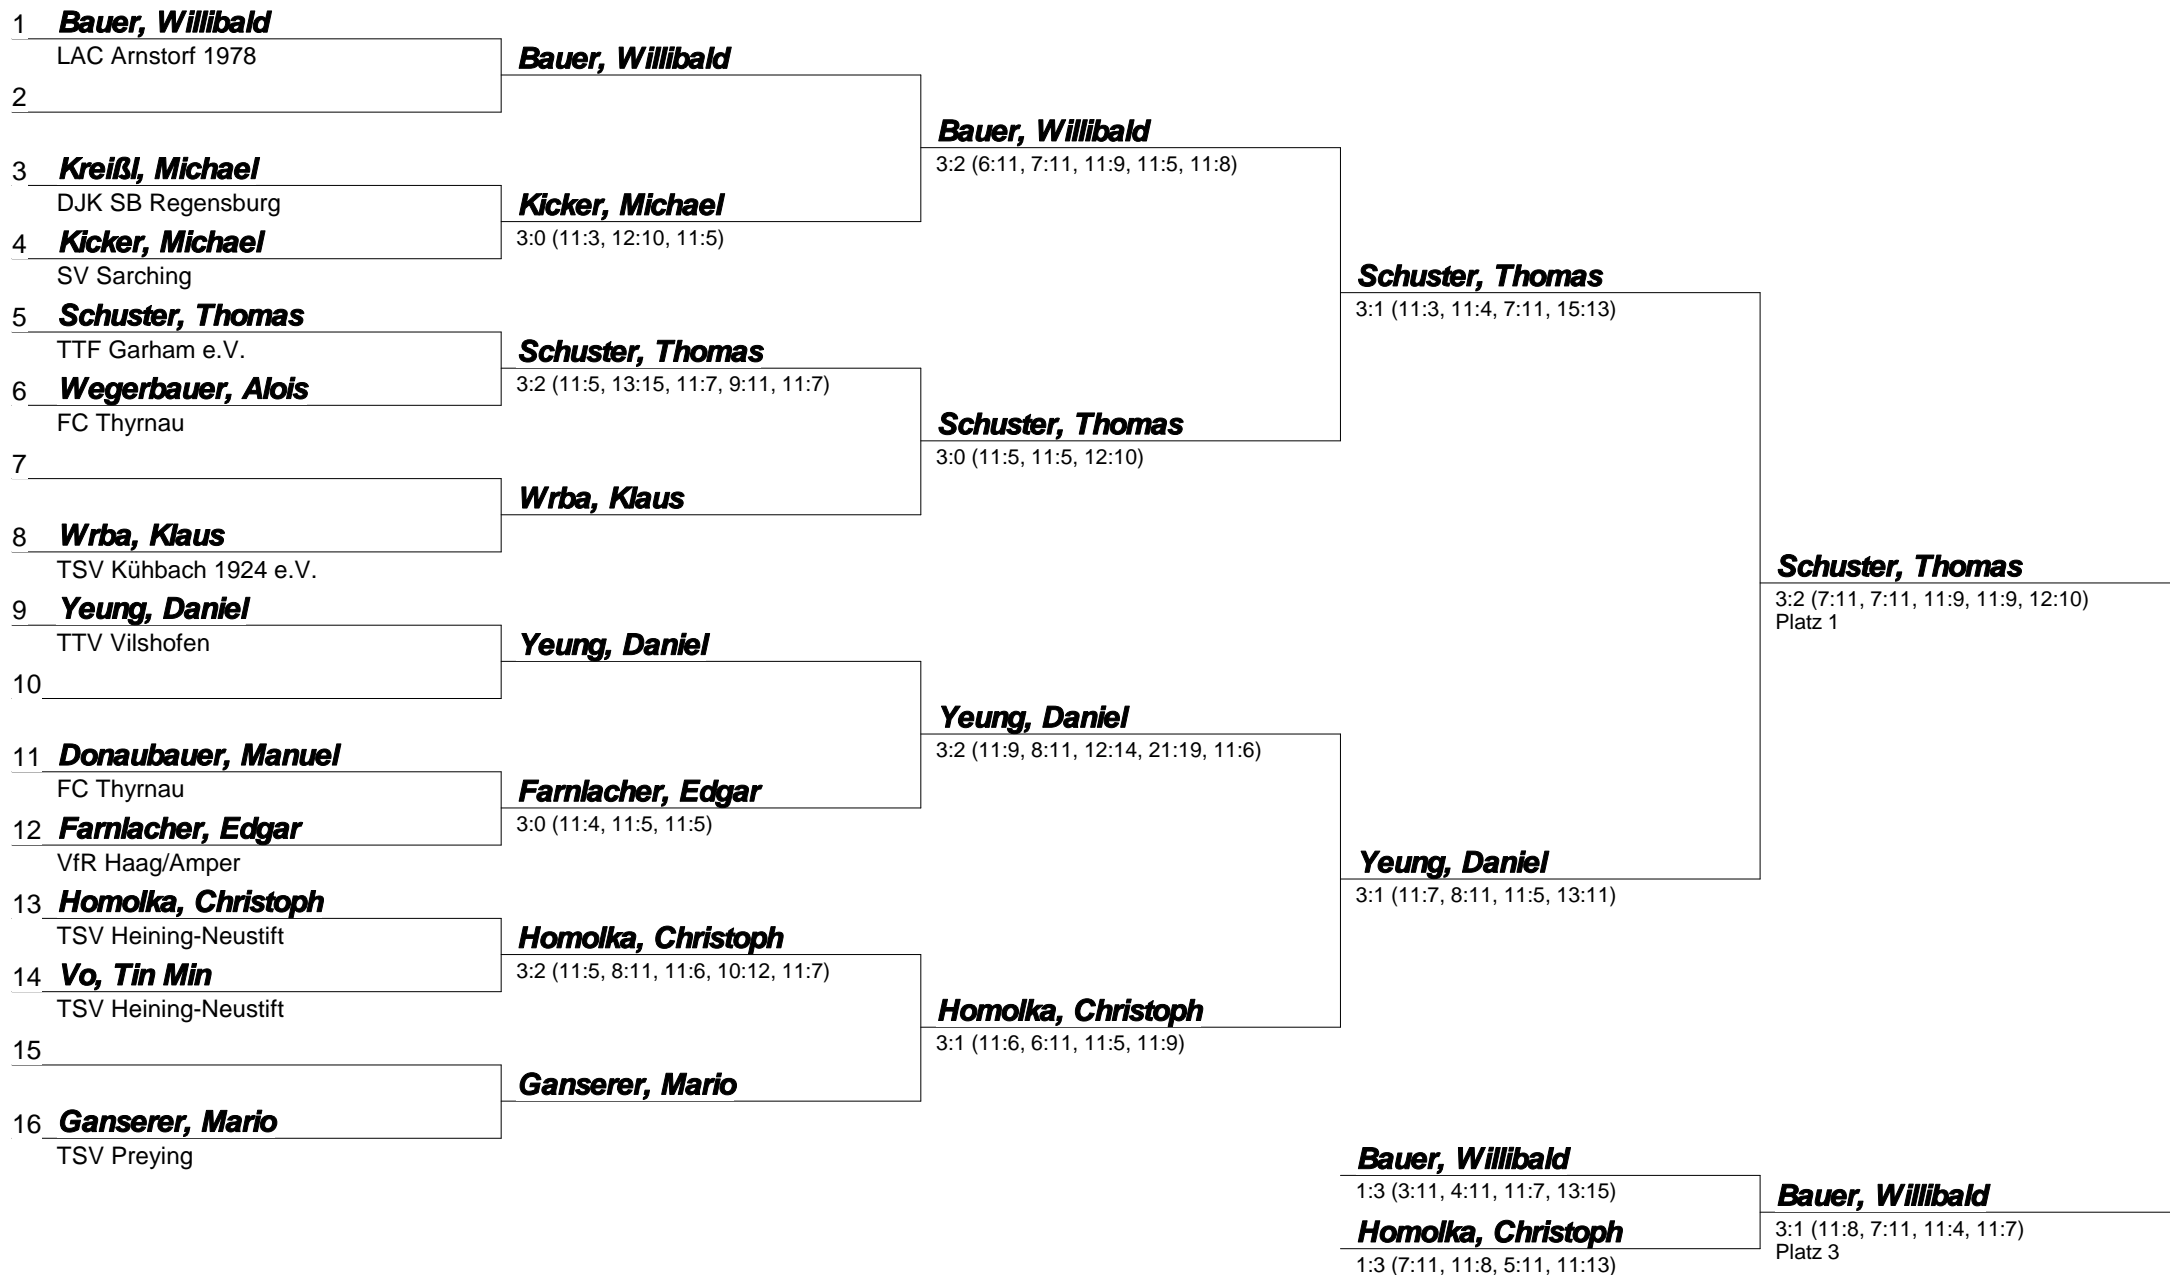 1 Bauer, Willibald
LAC Arnstorf 1978
2
3 Kreißl, Michael
DJK SB Regensburg
4 Kicker, Michael
SV Sarching
5 Schuster, Thomas
TTF Garham e.V.
6 Wegerbauer, Alois
FC Thyrnau
7
8 Wrba, Klaus
TSV Kühbach 1924 e.V.
9 Yeung, Daniel
TTV Vilshofen
10
11 Donaubauer, Manuel
FC Thyrnau
12 Farnlacher, Edgar
VfR Haag/Amper
13 Homolka, Christoph
TSV Heining-Neustift
14 Vo, Tin Min
TSV Heining-Neustift
15
16 Ganserer, Mario
TSV Preying
Bauer, Willibald
Kicker, Michael
3:0 (11:3, 12:10, 11:5)
Schuster, Thomas
3:2 (11:5, 13:15, 11:7, 9:11, 11:7)
Wrba, Klaus
Yeung, Daniel
Farnlacher, Edgar
3:0 (11:4, 11:5, 11:5)
Homolka, Christoph
3:2 (11:5, 8:11, 11:6, 10:12, 11:7)
Ganserer, Mario
Bauer, Willibald
3:2 (6:11, 7:11, 11:9, 11:5, 11:8)
Schuster, Thomas
3:0 (11:5, 11:5, 12:10)
Yeung, Daniel
3:2 (11:9, 8:11, 12:14, 21:19, 11:6)
Homolka, Christoph
3:1 (11:6, 6:11, 11:5, 11:9)
Schuster, Thomas
3:1 (11:3, 11:4, 7:11, 15:13)
Yeung, Daniel
3:1 (11:7, 8:11, 11:5, 13:11)
Schuster, Thomas
3:2 (7:11, 7:11, 11:9, 11:9, 12:10)
Platz 1
Bauer, Willibald
1:3 (3:11, 4:11, 11:7, 13:15)
Homolka, Christoph
1:3 (7:11, 11:8, 5:11, 11:13)
Bauer, Willibald
3:1 (11:8, 7:11, 11:4, 11:7)
Platz 3